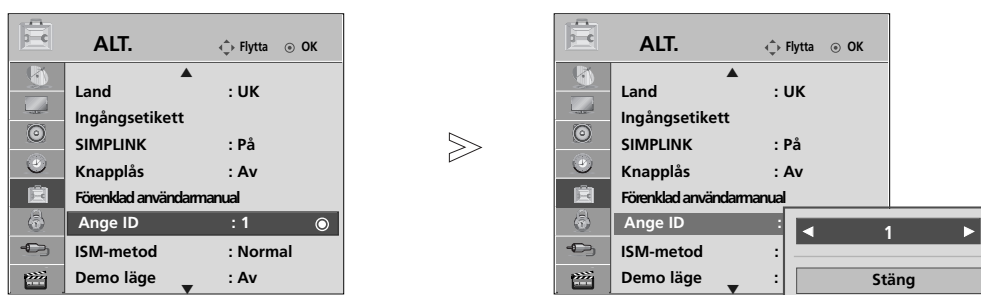 ALT. Flytta OK
Land : UK
Ingångsetikett
SIMPLINK : På
Knapplås : Av
Förenklad användarmanual
Ange ID : 1
ISM-metod : Normal
Demo läge : Av
ALT. Flytta OK
Land : UK
Ingångsetikett
SIMPLINK : På
Knapplås : Av
Förenklad användarmanual
Ange ID :
ISM-metod :
Demo läge :
1
Stäng